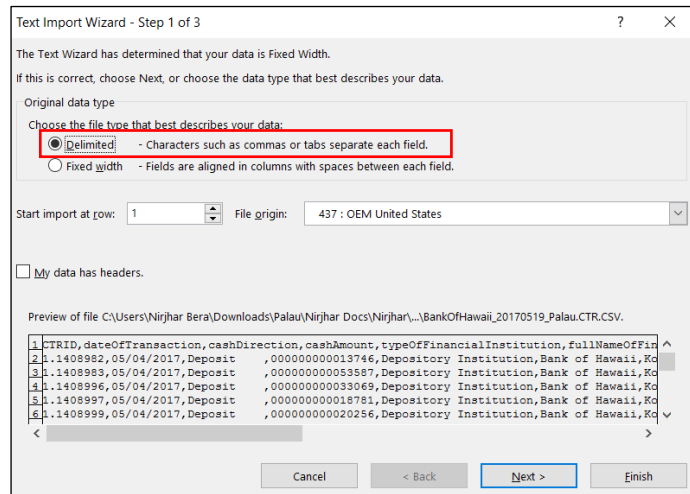 Text Import Wizard - Step 1 of 3 ? ×
The Text Wizard has determined that your data is Fixed Width.
If this is correct, choose Next, or choose the data type that best describes your data.
Original data type
Choose the file type that best describes your data:
Delimited - Characters such as commas or tabs separate each field.
Fixed width - Fields are aligned in columns with spaces between each field.
Start import at row: 1 File origin: 437 : OEM United States
My data has headers.
Preview of file C:\Users\Nirjhar Bera\Downloads\Palau\Nirjhar Docs\Nirjhar\...\BankOfHawaii_20170519_Palau.CTR.CSV.
1 CTRID,dateOfTransaction,cashDirection,cashAmount,typeOfFinancialInstitution,fullNameOfFin
2 1.1408982,05/04/2017,Deposit ,000000000013746,Depository Institution,Bank of Hawaii,Ko
3 1.1408983,05/04/2017,Deposit ,000000000053587,Depository Institution,Bank of Hawaii,Ko
4 1.1408996,05/04/2017,Deposit ,000000000033069,Depository Institution,Bank of Hawaii,Ko
5 1.1408997,05/04/2017,Deposit ,000000000018781,Depository Institution,Bank of Hawaii,Ko
6 1.1408999,05/04/2017,Deposit ,000000000020256,Depository Institution,Bank of Hawaii,Ko
Cancel < Back Next > Finish